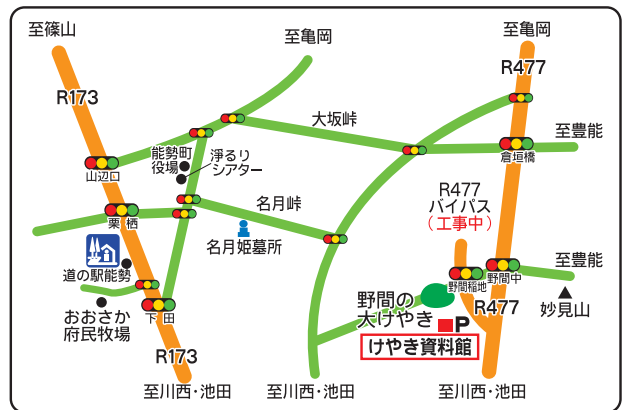 至篠山
至亀岡
至亀岡
R477
R173
大坂峠
至豊能
倉垣橋
能勢町
役場
浄るり
シアター
山辺口
R477
バイパス
(工事中)
名月峠
栗栖
名月姫墓所
道の駅能勢
至豊能
野間稲地
野間中
妙見山
野間の
大けやき
R477
P
おおさか
府民牧場
下田
けやき資料館
R173
至川西・池田
至川西・池田
至川西・池田